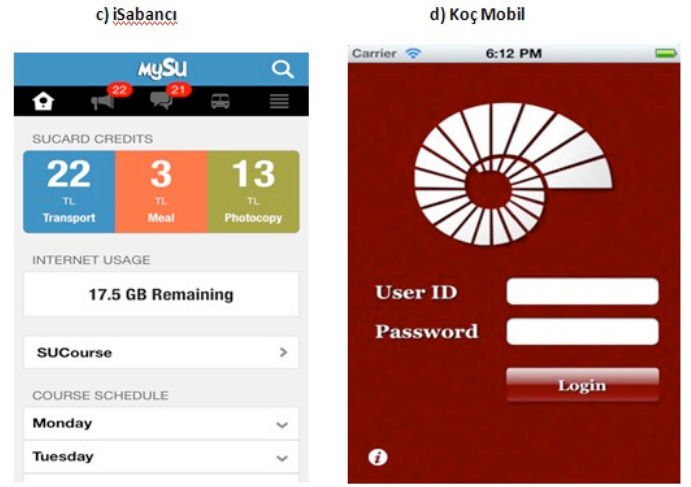 c) iSabancı
MySU
22
21
SUCARD CREDITS
22 3 13
TL TL TL
Transport Meal Photocopy
INTERNET USAGE
17.5 GB Remaining
SUCourse
COURSE SCHEDULE
Monday
Tuesday
d) Koç Mobil
Carrier 6:12 PM
User ID
Password
Login
i